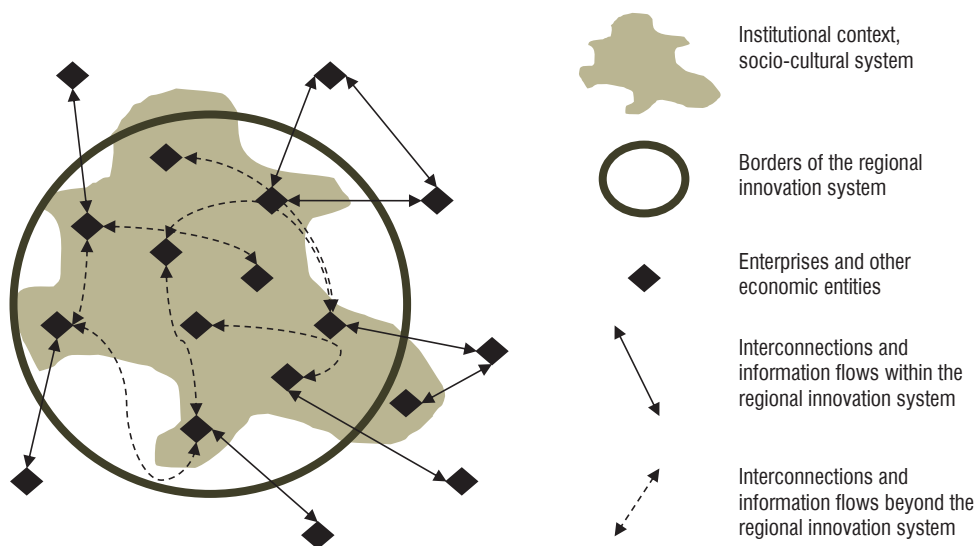 Institutional context,
socio-cultural system
Borders of the regional
innovation system
Enterprises and other
economic entities
Interconnections and
information flows within the
regional innovation system
Interconnections and
information flows beyond the
regional innovation system